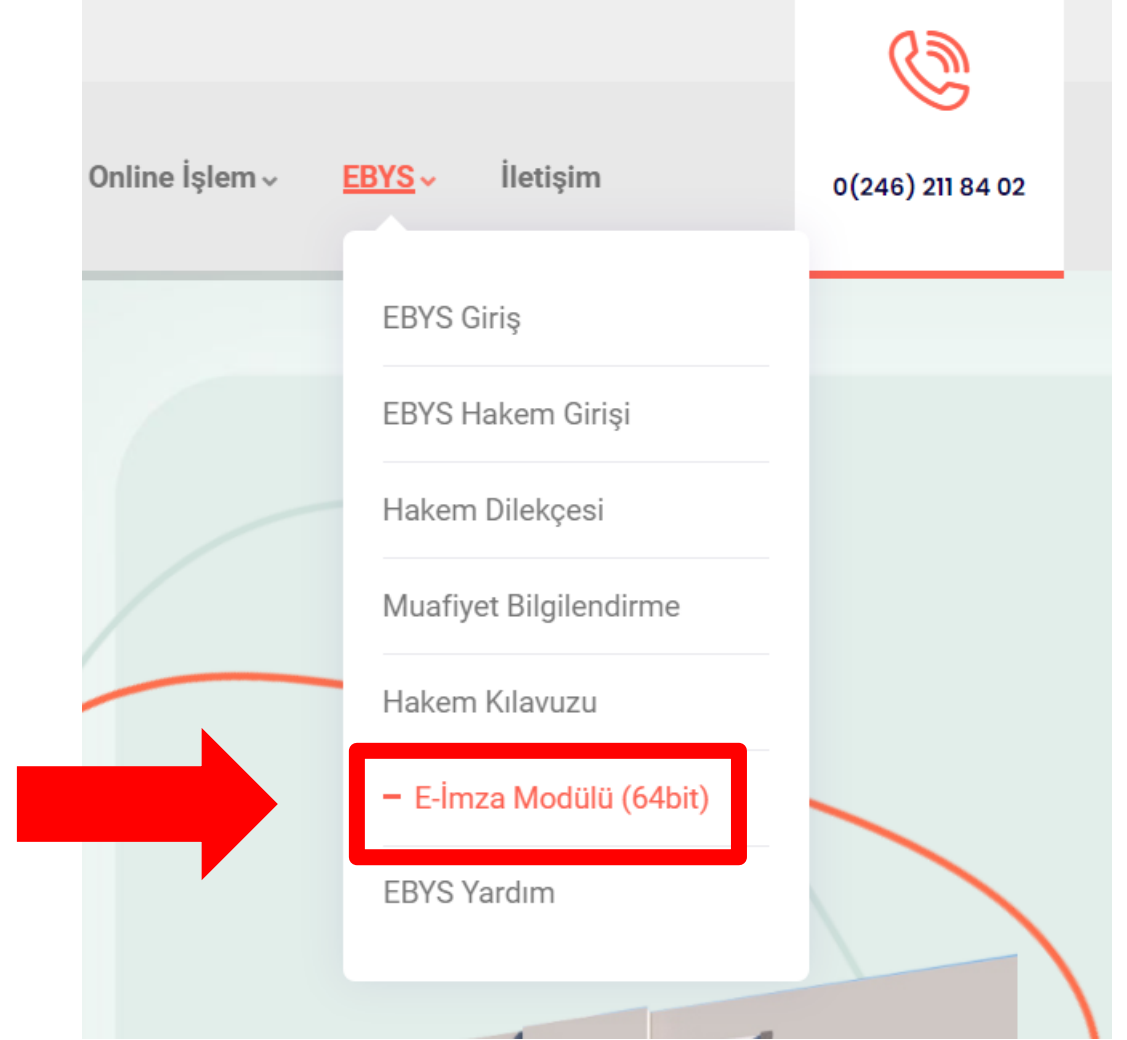 Online İşlem
EBYS
İletişim
0(246) 211 84 02
EBYS Giriş
EBYS Hakem Girişi
Hakem Dilekçesi
Muafiyet Bilgilendirme
Hakem Kılavuzu
– E-İmza Modülü (64bit)
EBYS Yardım